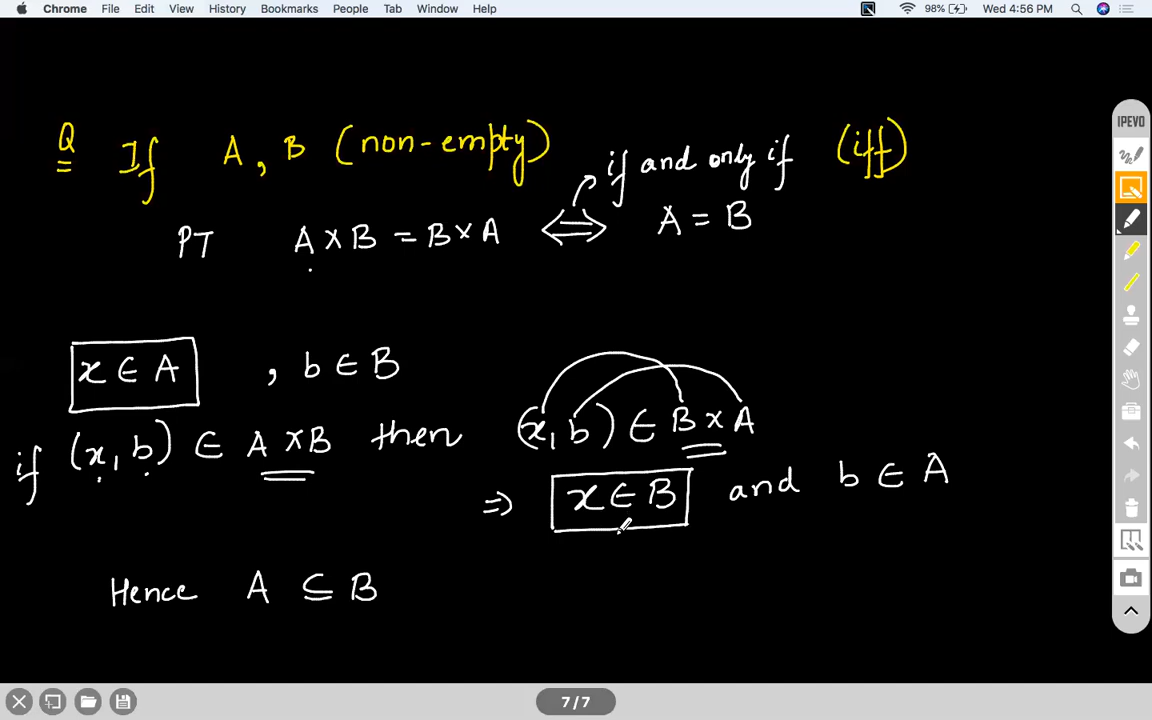 Chrome File Edit View History Bookmarks People Tab Window Help 98% Wed 4:56 PM
IPEVO
Q If A, B (non-empty) if and only if (iff)
PT A × B = B × A ⇔ A = B
x ∈ A , b ∈ B
if (x, b) ∈ A × B then (x, b) ∈ B × A
⇒ x ∈ B and b ∈ A
Hence A ⊆ B
7 / 7